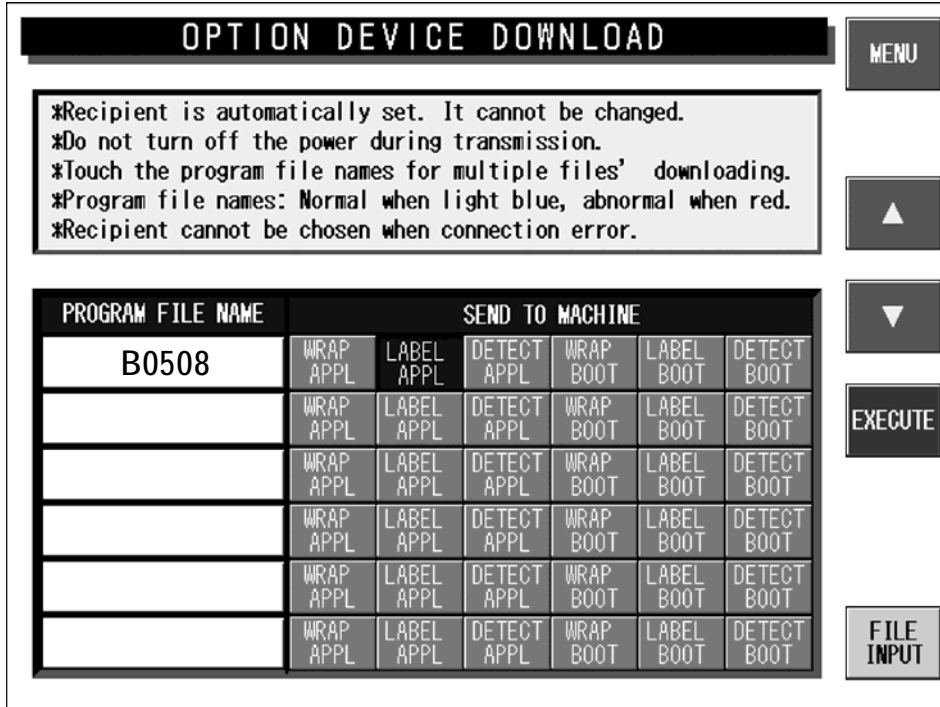 OPTION DEVICE DOWNLOAD
MENU
*Recipient is automatically set. It cannot be changed.
*Do not turn off the power during transmission.
*Touch the program file names for multiple files' downloading.
*Program file names: Normal when light blue, abnormal when red.
*Recipient cannot be chosen when connection error.
▲
▼
PROGRAM FILE NAME SEND TO MACHINE
B0508
WRAP LABEL DETECT WRAP LABEL DETECT
APPL APPL APPL BOOT BOOT BOOT
WRAP LABEL DETECT WRAP LABEL DETECT
APPL APPL APPL BOOT BOOT BOOT
EXECUTE
WRAP LABEL DETECT WRAP LABEL DETECT
APPL APPL APPL BOOT BOOT BOOT
WRAP LABEL DETECT WRAP LABEL DETECT
APPL APPL APPL BOOT BOOT BOOT
WRAP LABEL DETECT WRAP LABEL DETECT
APPL APPL APPL BOOT BOOT BOOT
WRAP LABEL DETECT WRAP LABEL DETECT
APPL APPL APPL BOOT BOOT BOOT
FILE
INPUT